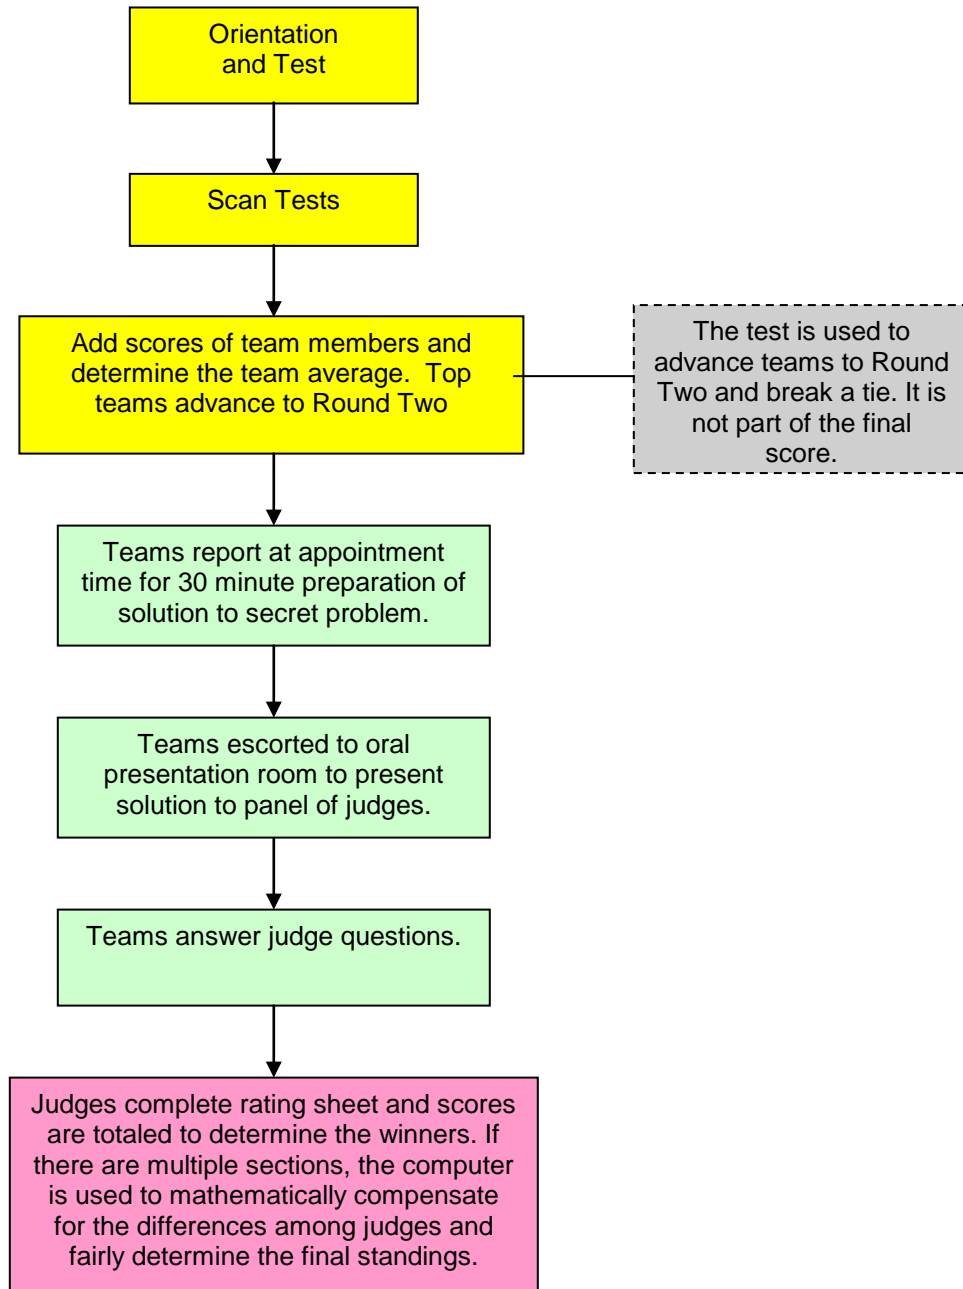 Orientation
and Test
Scan Tests
Add scores of team members and
determine the team average. Top
teams advance to Round Two
The test is used to
advance teams to Round
Two and break a tie. It is
not part of the final
score.
Teams report at appointment
time for 30 minute preparation of
solution to secret problem.
Teams escorted to oral
presentation room to present
solution to panel of judges.
Teams answer judge questions.
Judges complete rating sheet and scores
are totaled to determine the winners. If
there are multiple sections, the computer
is used to mathematically compensate
for the differences among judges and
fairly determine the final standings.